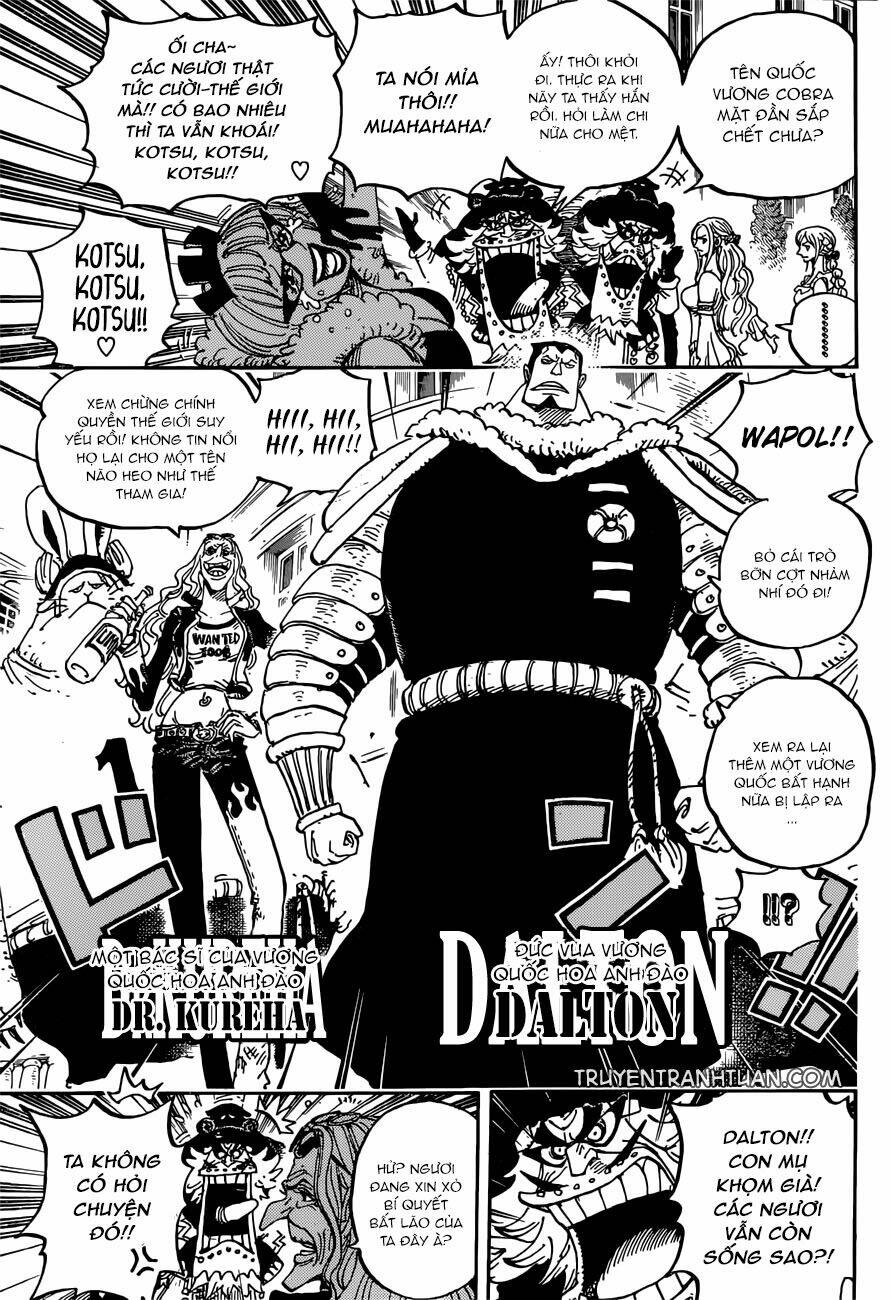 TÊN QUỐC
VƯƠNG COBRA
MẶT ĐẦN SẮP
CHẾT CHƯA?
ẤY! THÔI KHỎI
ĐI. THỰC RA KHI
NÃY TA THẤY HẮN
RỒI. HỎI LÀM CHI
NỮA CHO MỆT.
TA NÓI MỈA
THÔI!!
MUAHAHAHA!
ỐI CHA~
CÁC NGƯƠI THẬT
TỨC CƯỜI-THẾ GIỚI
MÀ!! CÓ BAO NHIÊU
THÌ TA VẪN KHOÁI!
KOTSU, KOTSU,
KOTSU!!
KOTSU,
KOTSU,
KOTSU!!
WAPOL!!
BỎ CÁI TRÒ
BỠN CỢT NHẢM
NHÍ ĐÓ ĐI!
XEM RA LẠI
THÊM MỘT VƯƠNG
QUỐC BẤT HẠNH
NỮA BỊ LẬP RA
...
!!?
HIII, HII,
HII, HII!!
XEM CHỪNG CHÍNH
QUYỀN THẾ GIỚI SUY
YẾU RỒI! KHÔNG TIN NỔI
HỌ LẠI CHO MỘT TÊN
NÃO HEO NHƯ THẾ
THAM GIA!
WANTED
ド
ĐỨC VUA VƯƠNG
QUỐC HOA ANH ĐÀO
DALTON
DALTON
MỘT BÁC SĨ CỦA VƯƠNG
QUỐC HOA ANH ĐÀO
DR. KUREHA
TRUYENTRANHTUAN.COM
DALTON!!
CON MỤ
KHỌM GIÀ!
CÁC NGƯƠI
VẪN CÒN
SỐNG SAO?!
HỬ? NGƯƠI
ĐANG XIN XỎ
BÍ QUYẾT
BẤT LÃO CỦA
TA ĐẤY À?
TA KHÔNG
CÓ HỎI
CHUYỆN
ĐÓ!!